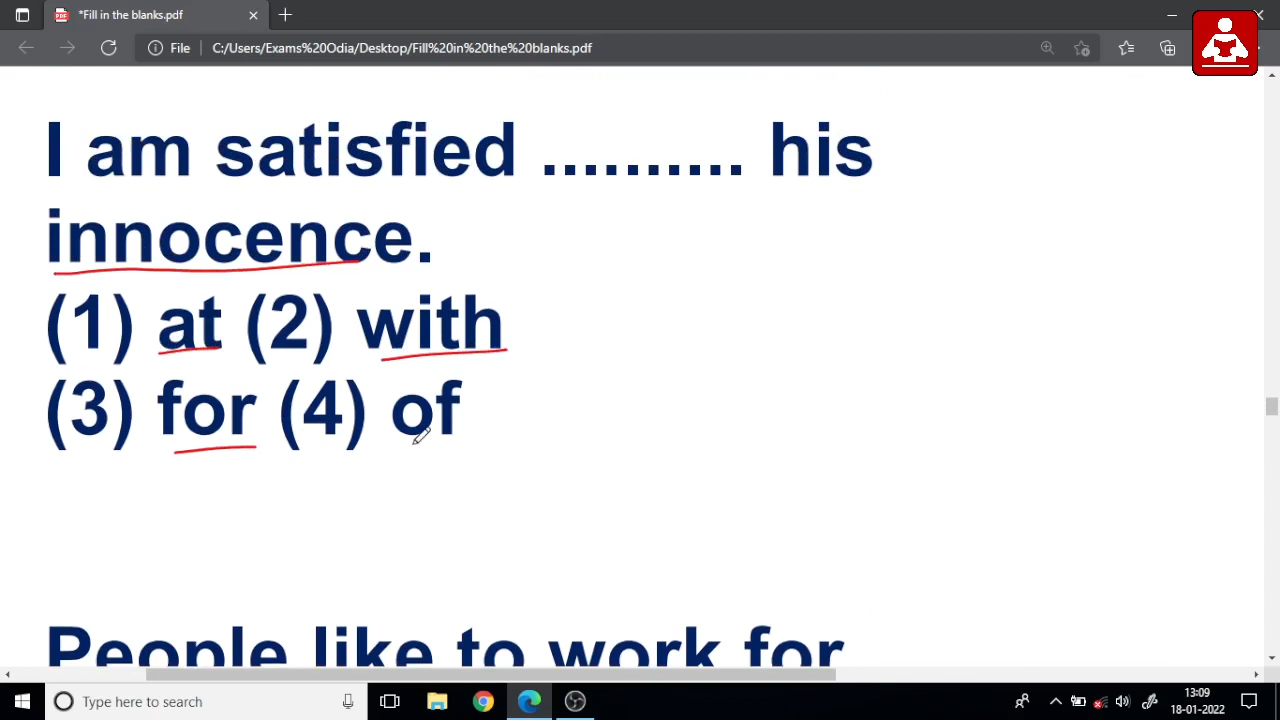 *Fill in the blanks.pdf
File
C:/Users/Exams%20Odia/Desktop/Fill%20in%20the%20blanks.pdf
I am satisfied .......... his
innocence.
(1) at (2) with
(3) for (4) of
People like to work for
Type here to search
13:09
18-01-2022